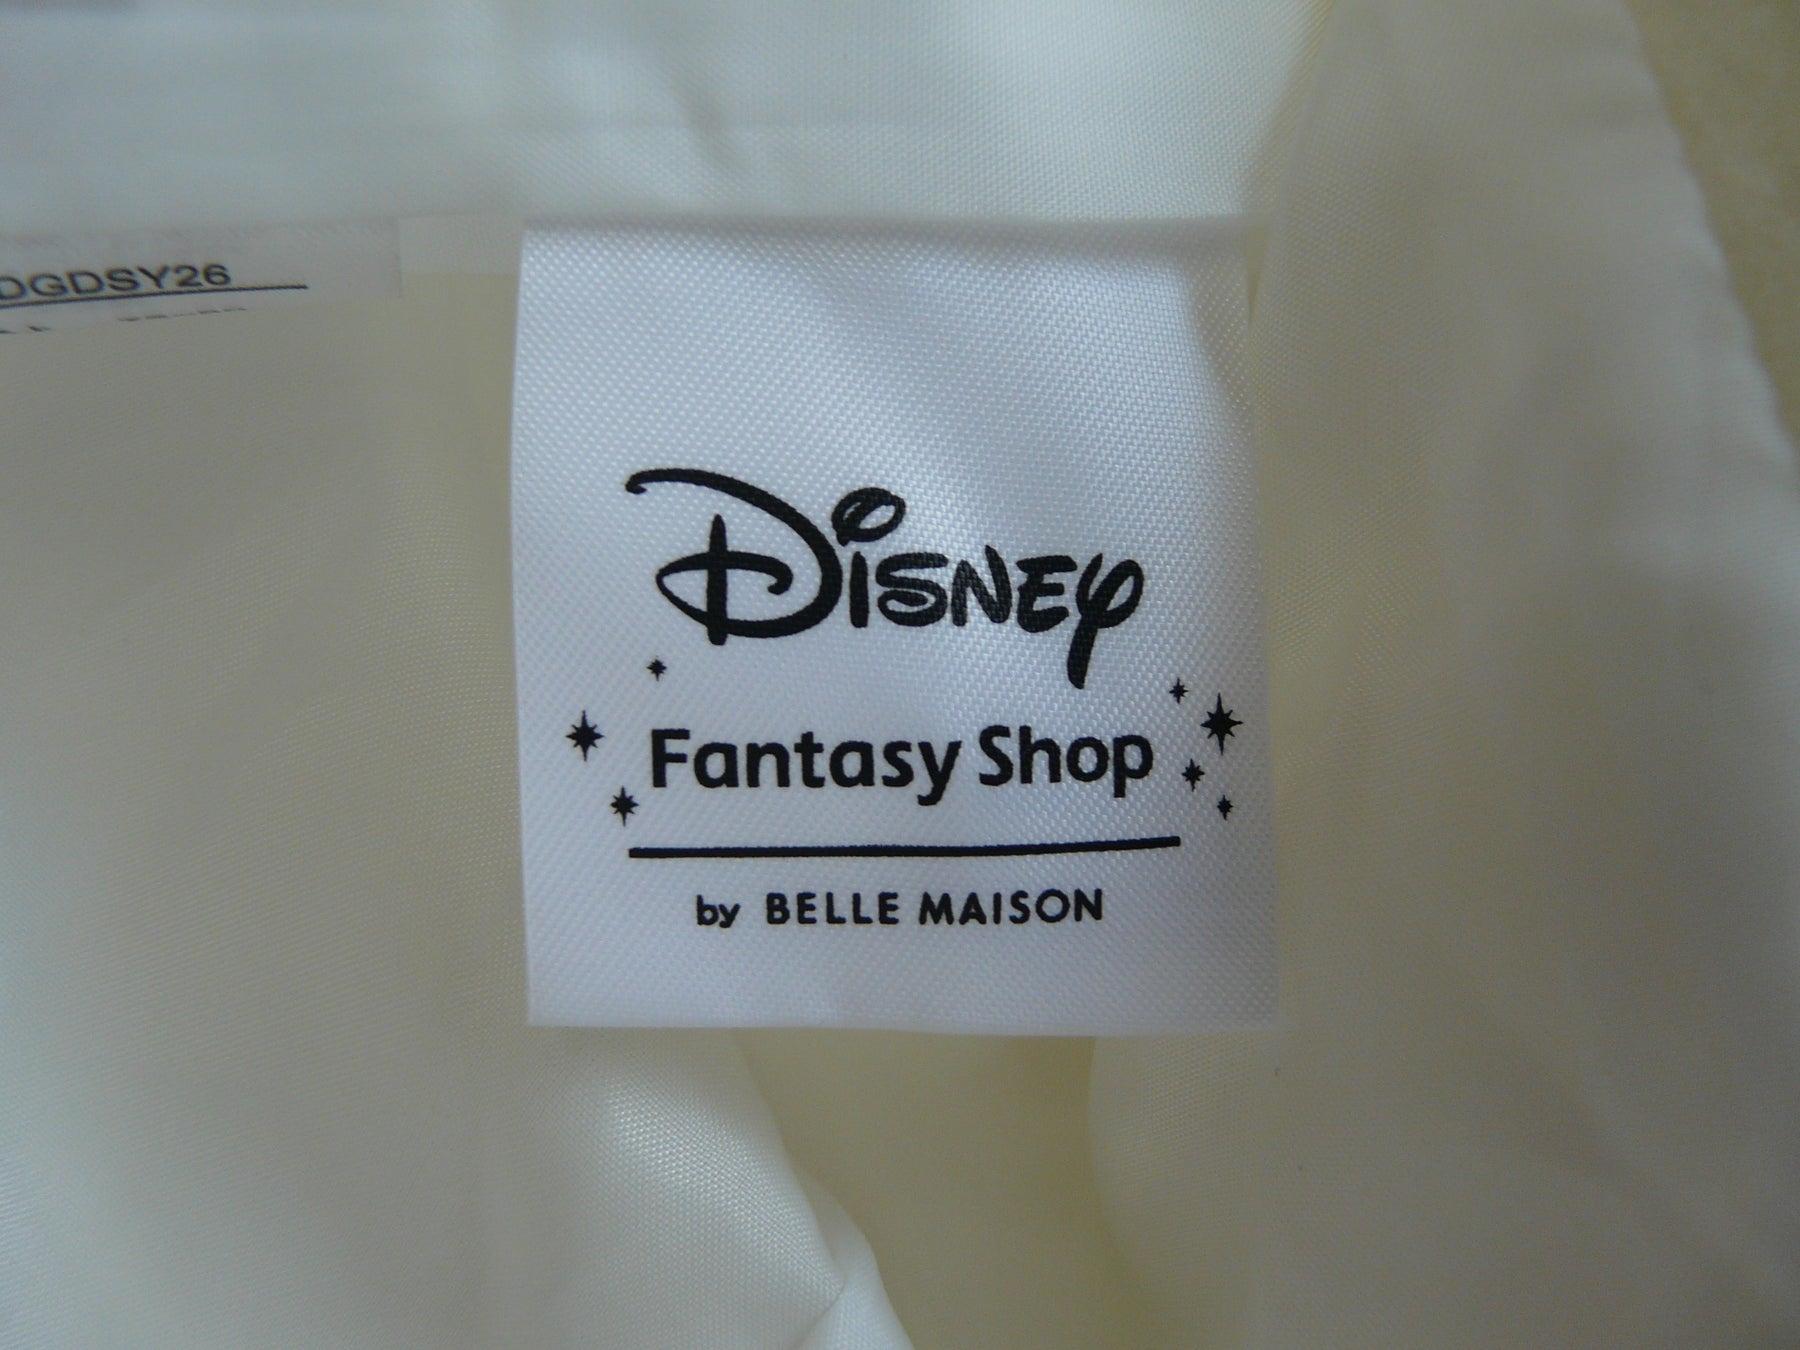 DGDSY26
Disney
Fantasy Shop
by BELLE MAISON